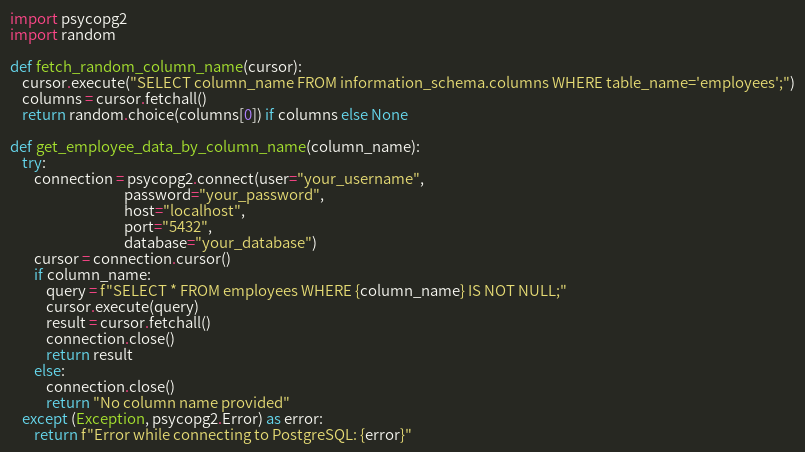 import psycopg2
import random

def fetch_random_column_name(cursor):
    cursor.execute("SELECT column_name FROM information_schema.columns WHERE table_name='employees';")
    columns = cursor.fetchall()
    return random.choice(columns[0]) if columns else None

def get_employee_data_by_column_name(column_name):
    try:
        connection = psycopg2.connect(user="your_username",
                                      password="your_password",
                                      host="localhost",
                                      port="5432",
                                      database="your_database")
        cursor = connection.cursor()
        if column_name:
            query = f"SELECT * FROM employees WHERE {column_name} IS NOT NULL;"
            cursor.execute(query)
            result = cursor.fetchall()
            connection.close()
            return result
        else:
            connection.close()
            return "No column name provided"
    except (Exception, psycopg2.Error) as error:
        return f"Error while connecting to PostgreSQL: {error}"